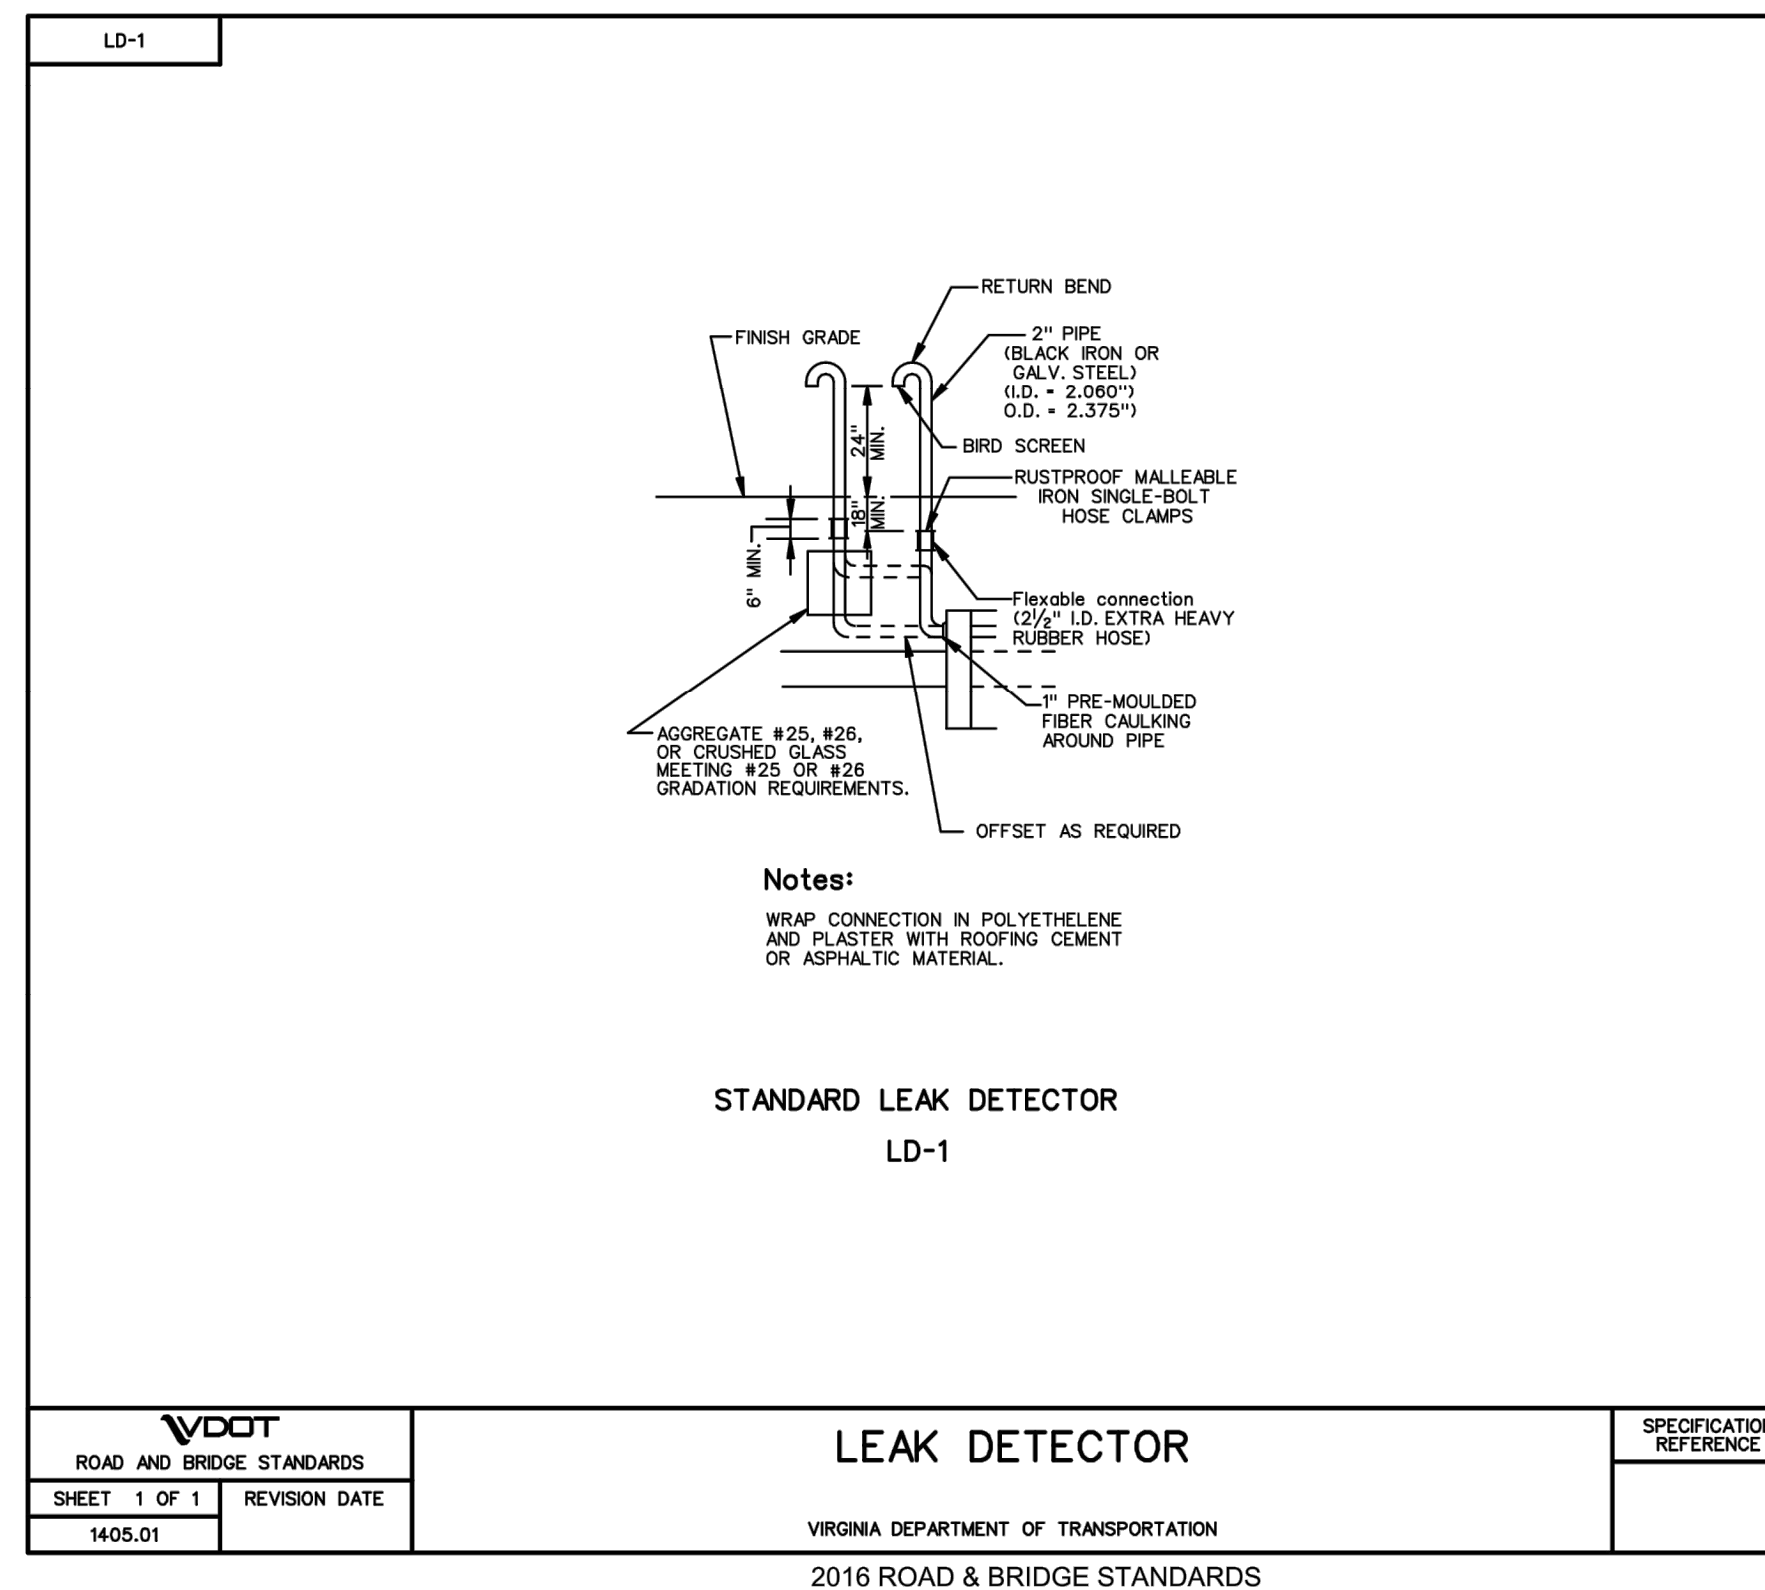 LD-1
RETURN BEND
FINISH GRADE
2" PIPE
(BLACK IRON OR
GALV. STEEL)
(I.D. = 2.060")
O.D. = 2.375")
24"
MIN.
BIRD SCREEN
RUSTPROOF MALLEABLE
IRON SINGLE-BOLT
HOSE CLAMPS
18"
MIN.
6" MIN.
Flexable connection
(2½" I.D. EXTRA HEAVY
RUBBER HOSE)
1" PRE-MOULDED
FIBER CAULKING
AROUND PIPE
AGGREGATE #25, #26,
OR CRUSHED GLASS
MEETING #25 OR #26
GRADATION REQUIREMENTS.
OFFSET AS REQUIRED
Notes:
WRAP CONNECTION IN POLYETHELENE
AND PLASTER WITH ROOFING CEMENT
OR ASPHALTIC MATERIAL.
STANDARD LEAK DETECTOR
LD-1
VDOT
ROAD AND BRIDGE STANDARDS
SHEET 1 OF 1
REVISION DATE
1405.01
LEAK DETECTOR
VIRGINIA DEPARTMENT OF TRANSPORTATION
SPECIFICATION
REFERENCE
2016 ROAD & BRIDGE STANDARDS